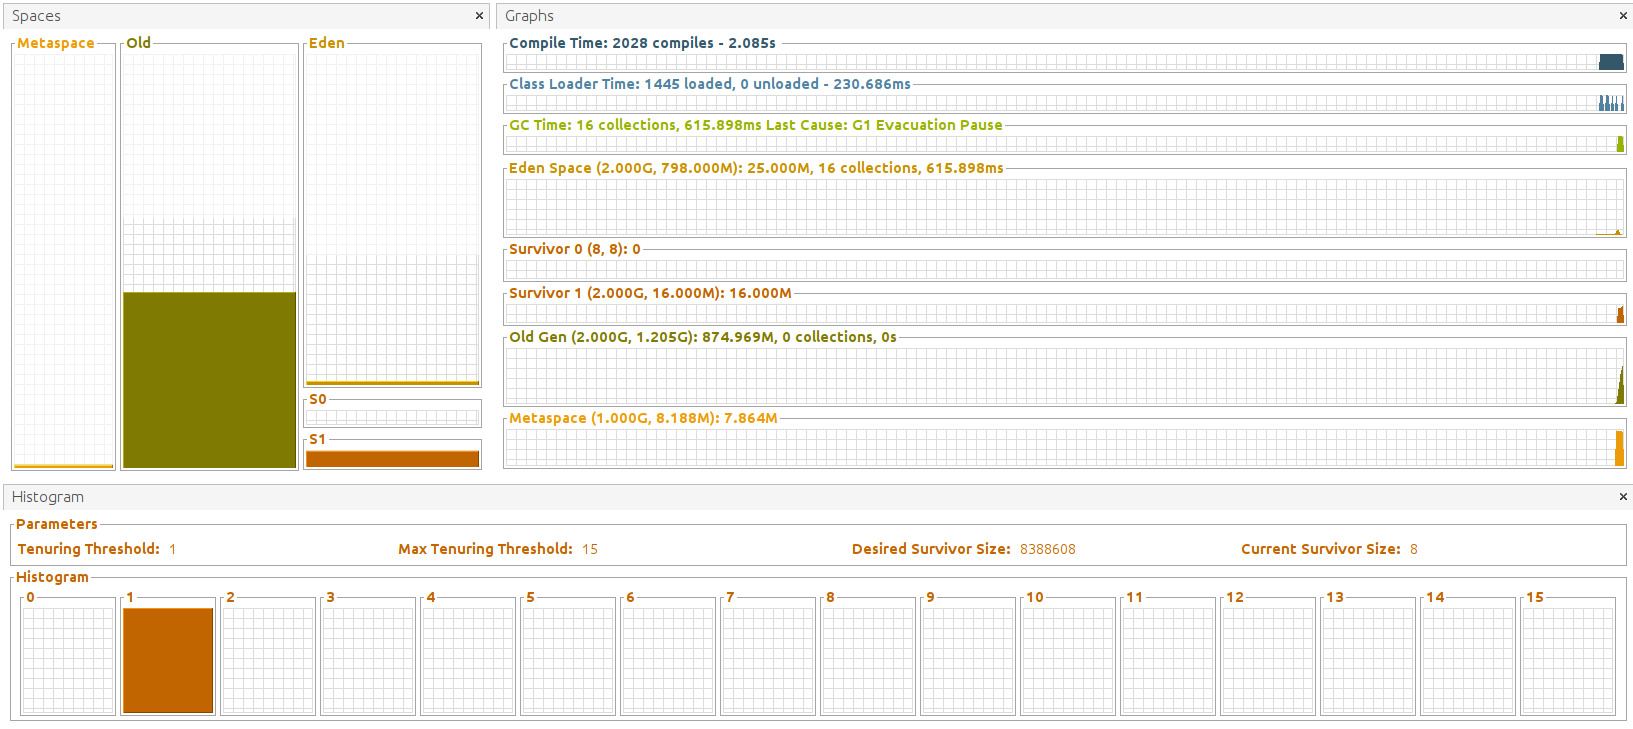 Spaces
Metaspace
Old
Eden
S0
S1
Graphs
Compile Time: 2028 compiles - 2.085s
Class Loader Time: 1445 loaded, 0 unloaded - 230.686ms
GC Time: 16 collections, 615.898ms Last Cause: G1 Evacuation Pause
Eden Space (2.000G, 798.000M): 25.000M, 16 collections, 615.898ms
Survivor 0 (8, 8): 0
Survivor 1 (2.000G, 16.000M): 16.000M
Old Gen (2.000G, 1.205G): 874.969M, 0 collections, 0s
Metaspace (1.000G, 8.188M): 7.864M
Histogram
Parameters
Tenuring Threshold: 1 Max Tenuring Threshold: 15 Desired Survivor Size: 8388608 Current Survivor Size: 8
Histogram
0 1 2 3 4 5 6 7 8 9 10 11 12 13 14 15